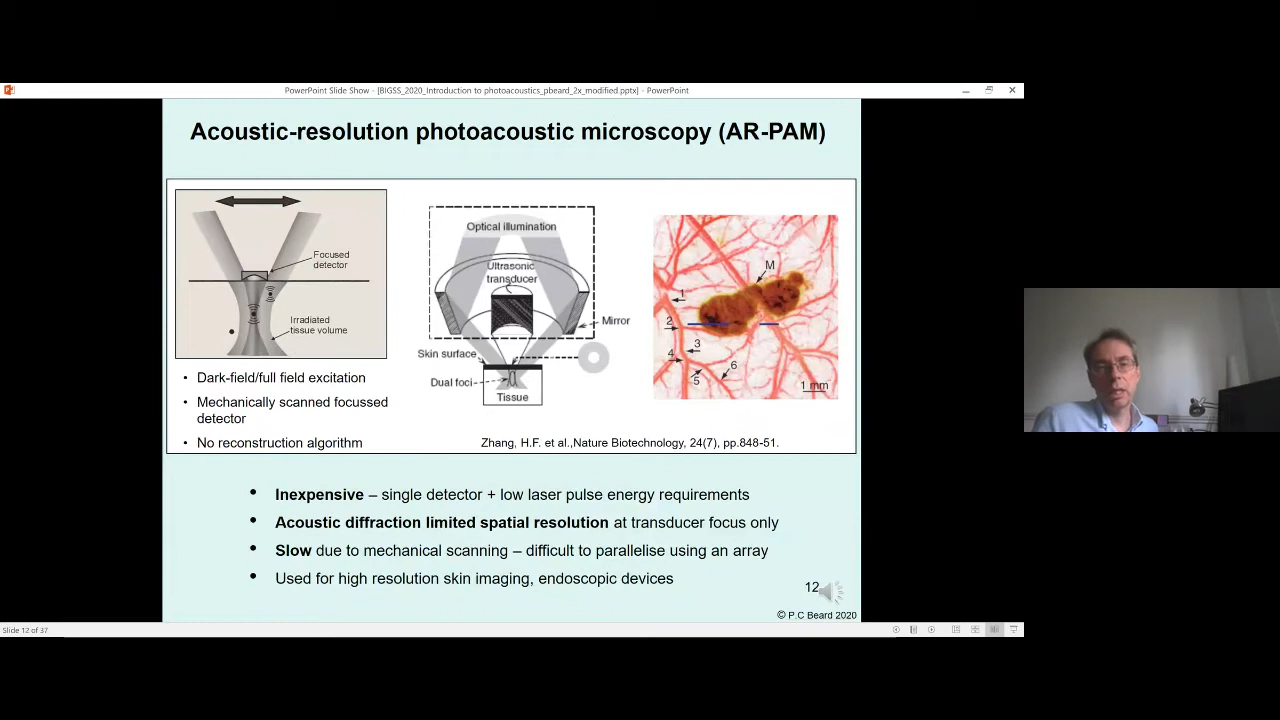 PowerPoint Slide Show - [BIGSS_2020_Introduction to photoacoustics_pbeard_2x_modified.pptx] - PowerPoint
Acoustic-resolution photoacoustic microscopy (AR-PAM)
Focused
detector
Irradiated
tissue volume
• Dark-field/full field excitation
• Mechanically scanned focussed
detector
• No reconstruction algorithm
Optical illumination
Ultrasonic
transducer
Mirror
Skin surface
Dual foci
Tissue
M
1
2
3
4
5
6
1 mm
Zhang, H.F. et al.,Nature Biotechnology, 24(7), pp.848-51.
• Inexpensive – single detector + low laser pulse energy requirements
• Acoustic diffraction limited spatial resolution at transducer focus only
• Slow due to mechanical scanning – difficult to parallelise using an array
• Used for high resolution skin imaging, endoscopic devices
12
© P.C Beard 2020
Slide 12 of 37